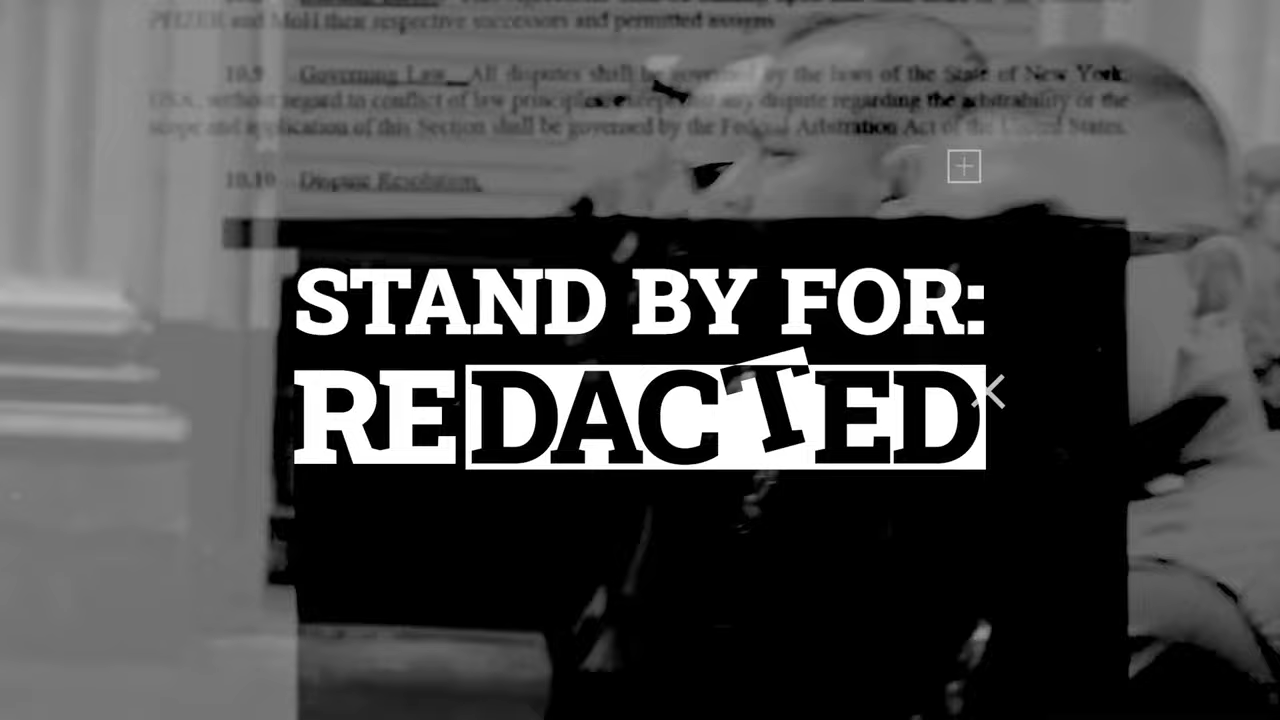 PFIZER and MoH their respective successors and permitted assigns
10.9 Governing Law. All disputes shall be governed by the laws of the State of New York,
USA, without regard to conflict of law principles, except that any dispute regarding the arbitrability or the
scope and application of this Section shall be governed by the Federal Arbitration Act of the United States.
10.10 Dispute Resolution.
STAND BY FOR:
REDACTED